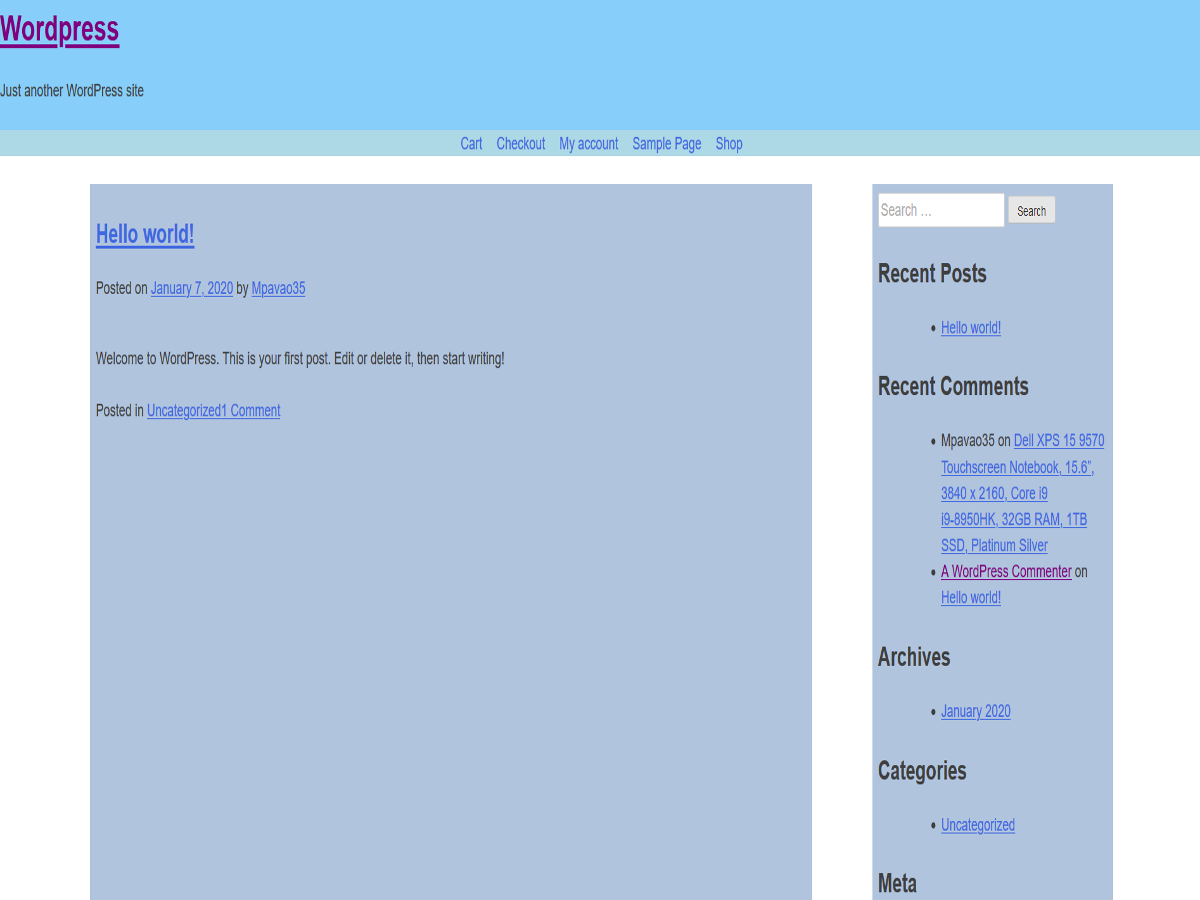 Wordpress
Just another WordPress site
Cart Checkout My account Sample Page Shop
Hello world!
Posted on January 7, 2020 by Mpavao35
Welcome to WordPress. This is your first post. Edit or delete it, then start writing!
Posted in Uncategorized1 Comment
Search … Search
Recent Posts
Hello world!
Recent Comments
Mpavao35 on Dell XPS 15 9570
Touchscreen Notebook, 15.6″,
3840 x 2160, Core i9
i9-8950HK, 32GB RAM, 1TB
SSD, Platinum Silver
A WordPress Commenter on
Hello world!
Archives
January 2020
Categories
Uncategorized
Meta